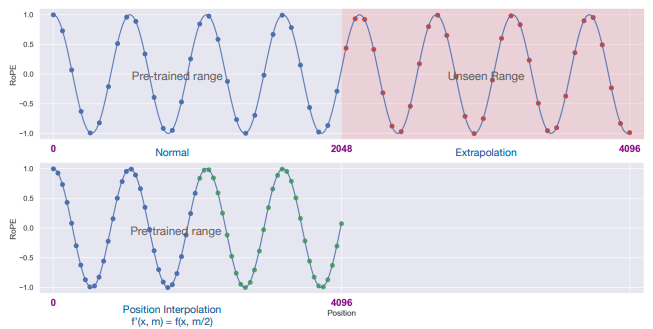 1.0
0.5
0.0
−0.5
−1.0
RoPE
Pre-trained range
Unseen Range
0
2048
4096
Normal
Extrapolation
1.0
0.5
0.0
−0.5
−1.0
RoPE
Pre-trained range
0
4096
Position
Position Interpolation
f'(x, m) = f(x, m/2)